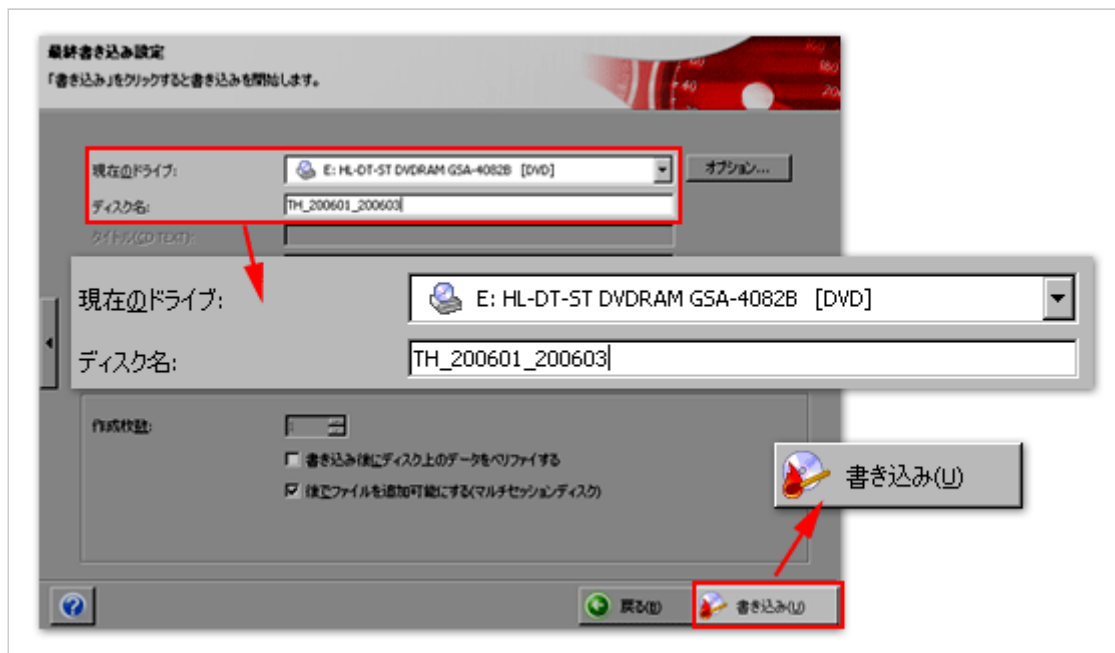 最終書き込み設定
「書き込み」をクリックすると書き込みを開始します。
現在のドライブ:
E: HL-DT-ST DVDRAM GSA-4082B [DVD]
オプション...
ディスク名:
TH_200601_200603
タイトル(CD TEXT):
現在のドライブ:
E: HL-DT-ST DVDRAM GSA-4082B [DVD]
ディスク名:
TH_200601_200603
作成枚数:
書き込み後にディスク上のデータをベリファイする
後でファイルを追加可能にする(マルチセッションディスク)
書き込み(U)
戻る(B)
書き込み(U)